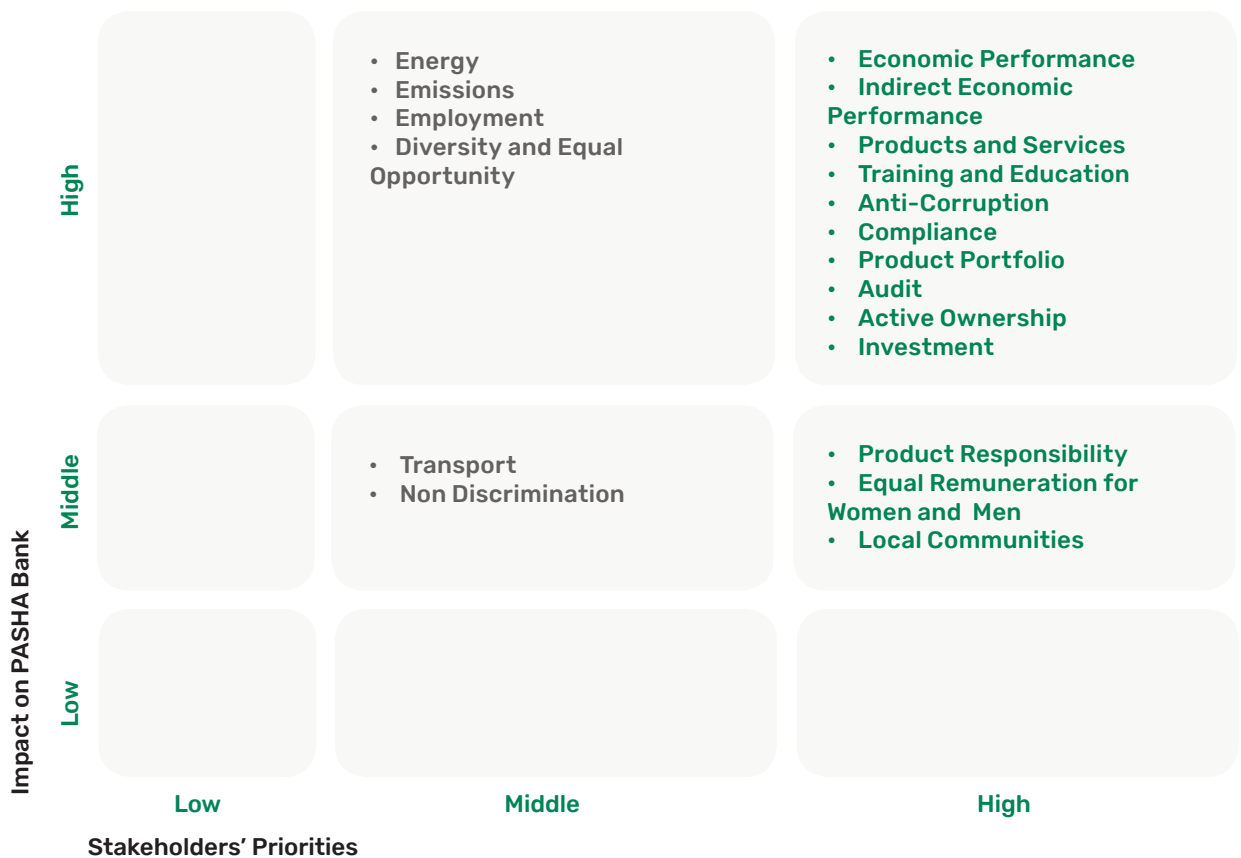 • Energy
• Emissions
• Employment
• Diversity and Equal
Opportunity
• Economic Performance
• Indirect Economic
Performance
• Products and Services
• Training and Education
• Anti-Corruption
• Compliance
• Product Portfolio
• Audit
• Active Ownership
• Investment
High
• Transport
• Non Discrimination
• Product Responsibility
• Equal Remuneration for
Women and Men
• Local Communities
Middle
Low
Impact on PASHA Bank
Low
Middle
High
Stakeholders’ Priorities